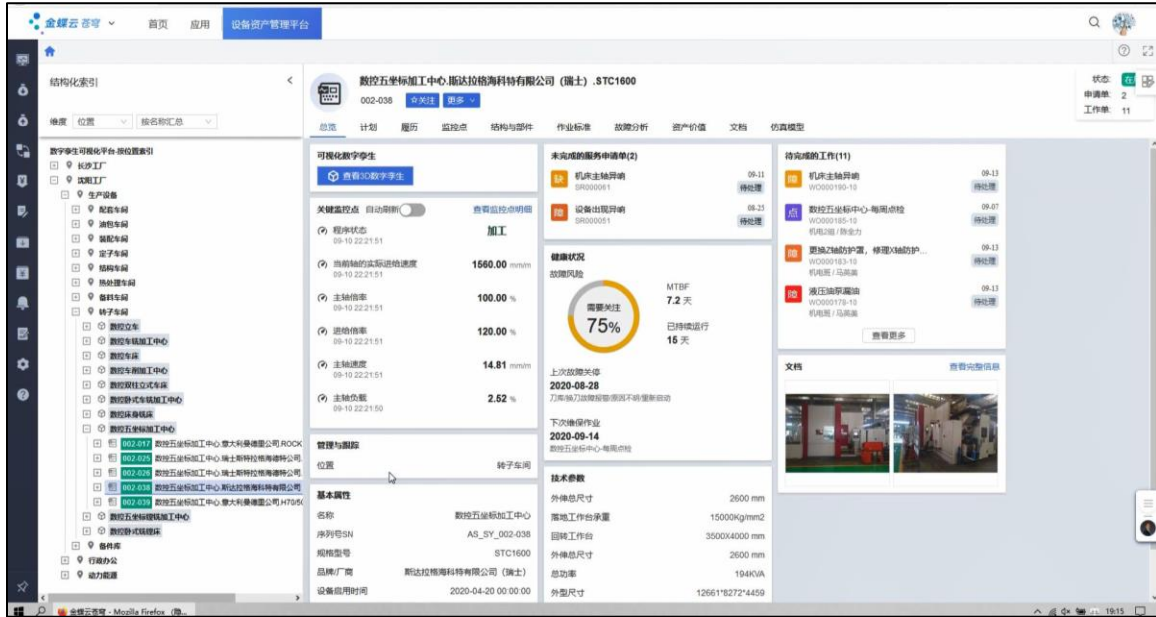 金蝶云苍穹
首页
应用
设备资产管理平台
结构化索引
维度
位置
按名称汇总
数字孪生可视化平台-按位置索引
长沙工厂
沈阳工厂
生产设备
配套车间
油包车间
装配车间
定子车间
结构车间
热处理车间
备料车间
转子车间
数控立车
数控车铣加工中心
数控车床
数控车削加工中心
数控双柱立式车床
数控卧式车铣加工中心
数控床身铣床
数控五坐标加工中心
002-017 数控五坐标加工中心.意大利曼德里公司.ROCK
002-025 数控五坐标加工中心.瑞士斯特拉格海德特公司.
002-026 数控五坐标加工中心.瑞士斯特拉格海德特公司
002-038 数控五坐标加工中心.斯达拉格海科特有限公司
002-039 数控五坐标加工中心.意大利曼德里公司.H70/50
数控五坐标镗铣加工中心
数控卧式铣镗床
备件库
行政办公
动力能源
数控五坐标加工中心.斯达拉格海科特有限公司（瑞士）.STC1600
002-038
☆关注
更多
状态:
在
申请单: 2
工作单: 11
总览
计划
履历
监控点
结构与部件
作业标准
故障分析
资产价值
文档
仿真模型
可视化数字孪生
查看3D数字孪生
关键监控点
自动刷新
查看监控点明细
程序状态
加工
09-10 22:21:51
当前轴的实际进给速度
1560.00 mm/m
09-10 22:21:51
主轴倍率
100.00 %
09-10 22:21:51
进给倍率
120.00 %
09-10 22:21:51
主轴速度
14.81 mm/m
09-10 22:21:51
主轴负载
2.52 %
09-10 22:21:50
管理与跟踪
位置
转子车间
基本属性
名称
数控五坐标加工中心
序列号SN
AS_SY_002-038
规格型号
STC1600
品牌/厂商
斯达拉格海科特有限公司（瑞士）
设备启用时间
2020-04-20 00:00:00
未完成的服务申请单(2)
缺
机床主轴异响
09-11
SR000061
待处理
障
设备出现异响
08-25
SR000051
待处理
健康状况
故障风险
需要关注
75%
MTBF
7.2 天
已持续运行
15 天
上次故障关停
2020-08-28
刀库/换刀故障报警/原因不明/重新启动
下次维保作业
2020-09-14
数控五坐标中心-每周点检
技术参数
外伸总尺寸
2600 mm
落地工作台承重
15000Kg/mm2
回转工作台
3500X4000 mm
外伸总尺寸
2600 mm
总功率
194KVA
外型尺寸
12661*8272*4459
待完成的工作(11)
障
机床主轴异响
09-13
WO000190-10
待处理
点
数控五坐标中心-每周点检
09-07
WO000185-10
待处理
机电2组 / 陈全力
障
更换Z轴防护罩，修理X轴防护...
09-13
WO000183-10
待处理
机电班 / 马英美
障
液压油泵漏油
09-13
WO000178-10
待处理
机电班 / 马英美
查看更多
文档
查看完整信息
金蝶云苍穹 - Mozilla Firefox（隐...
19:15